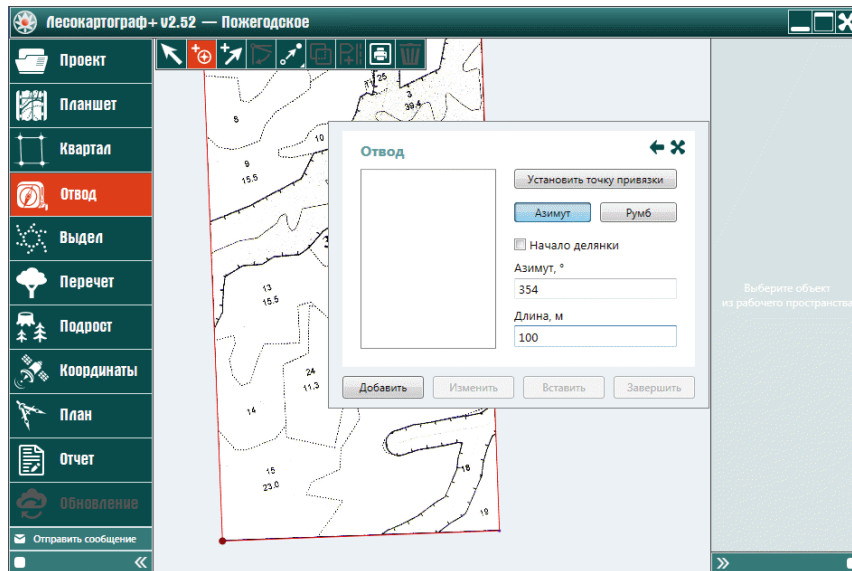 Лесокартограф+ v2.52 — Пожегодское
Проект
Планшет
Квартал
Отвод
Выдел
Перечет
Подрост
Координаты
План
Отчет
Обновление
Отправить сообщение
25
3
39.4
8
10
9
15.5
13
15.5
24
11.3
14
15
23.0
18
19
Отвод
Установить точку привязки
Азимут
Румб
Начало делянки
Азимут, °
354
Длина, м
100
Добавить
Изменить
Вставить
Завершить
Выберите объект
из рабочего пространства